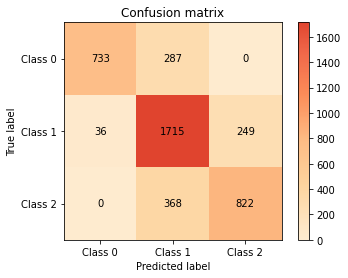 Confusion matrix
Class 0
733
287
0
Class 1
36
1715
249
Class 2
0
368
822
Class 0
Class 1
Class 2
True label
Predicted label
1600
1400
1200
1000
800
600
400
200
0